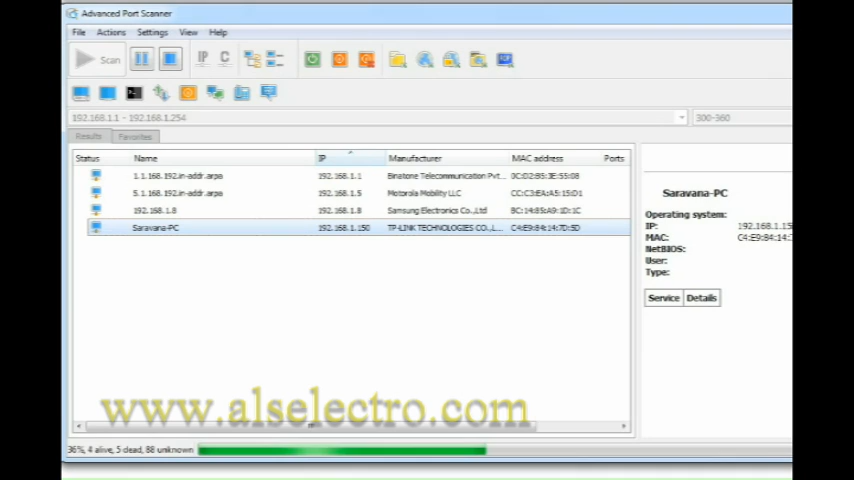 Advanced Port Scanner
File Actions Settings View Help
Scan IP C
192.168.1.1 - 192.168.1.254 300-360
Results Favorites
Status Name IP Manufacturer MAC address Ports
1.1.168.192.in-addr.arpa 192.168.1.1 Binatone Telecommunication Pvt... 0C:D2:B5:3E:55:08
5.1.168.192.in-addr.arpa 192.168.1.5 Motorola Mobility LLC CC:C3:EA:A5:15:D1
192.168.1.8 192.168.1.8 Samsung Electronics Co.,Ltd BC:14:85:A9:1D:1C
Saravana-PC 192.168.1.150 TP-LINK TECHNOLOGIES CO.,L... C4:E9:84:14:7D:5D
Saravana-PC
Operating system:
IP: 192.168.1.15
MAC: C4:E9:84:14:
NetBIOS:
User:
Type:
Service Details
www.alselectro.com
36%, 4 alive, 5 dead, 88 unknown